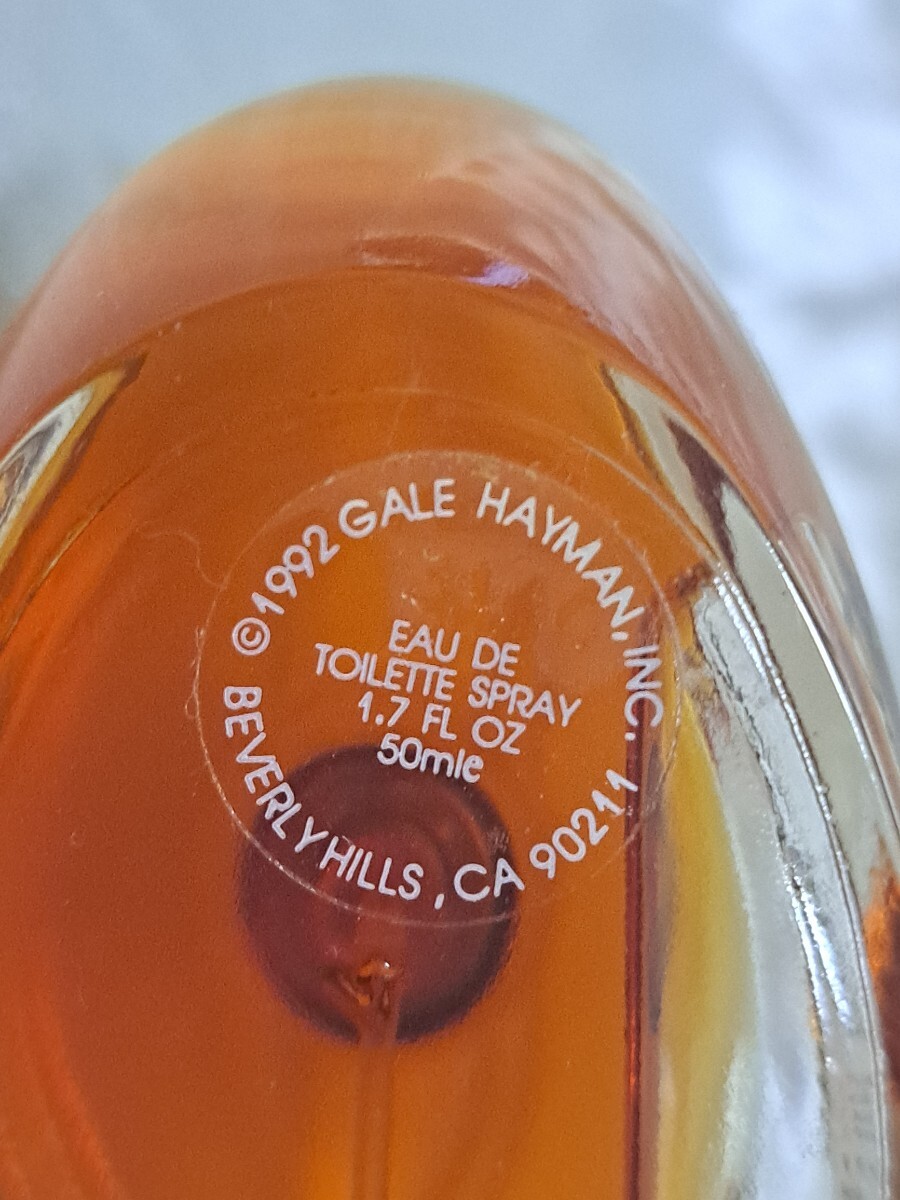 ©1992 GALE HAYMAN, INC.
EAU DE
TOILETTE SPRAY
1.7 FL OZ
50mle
BEVERLY HILLS, CA 90211